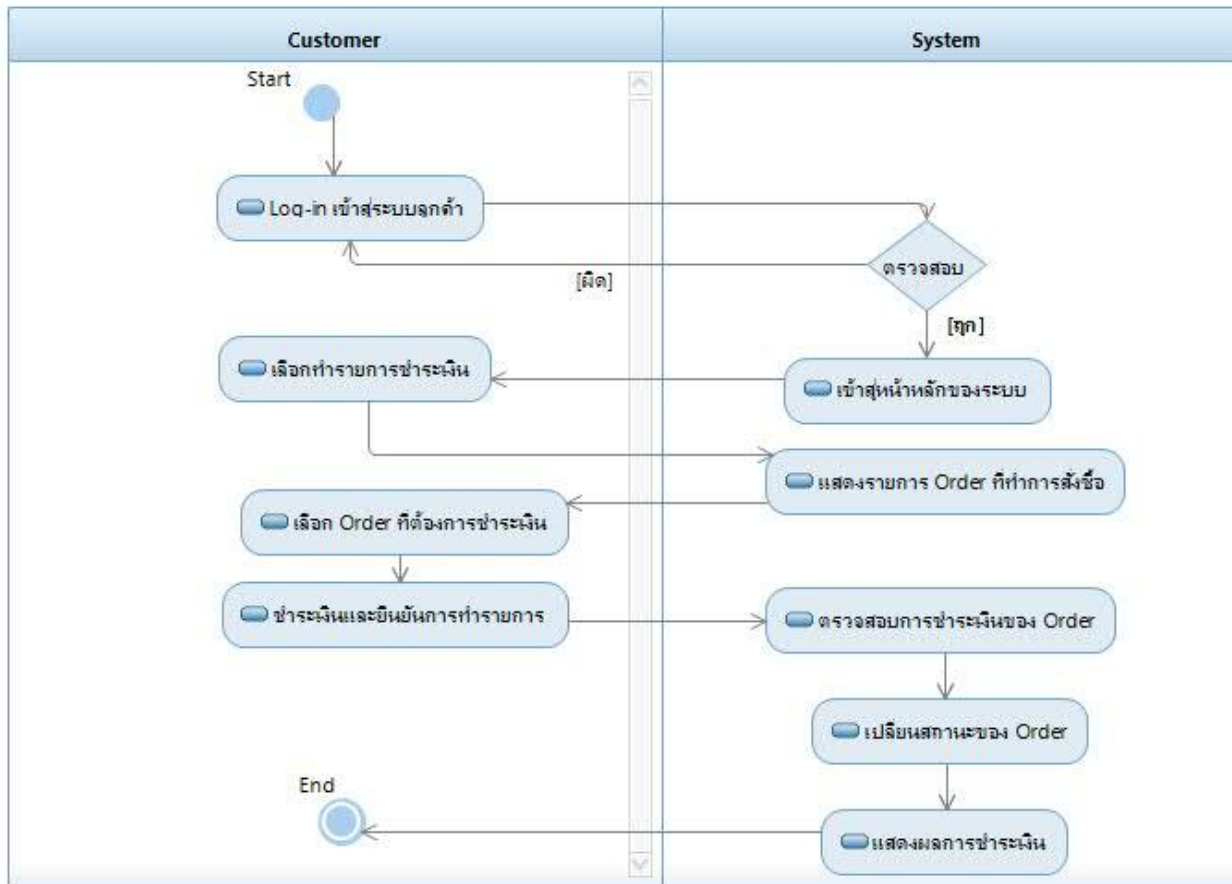 Customer
System
Start
Log-in เข้าสู่ระบบลูกค้า
ตรวจสอบ
[ผิด]
[ถูก]
เลือกทำรายการชำระเงิน
เข้าสู่หน้าหลักของระบบ
แสดงรายการ Order ที่ทำการสั่งซื้อ
เลือก Order ที่ต้องการชำระเงิน
ชำระเงินและยืนยันการทำรายการ
ตรวจสอบการชำระเงินของ Order
เปลี่ยนสถานะของ Order
End
แสดงผลการชำระเงิน